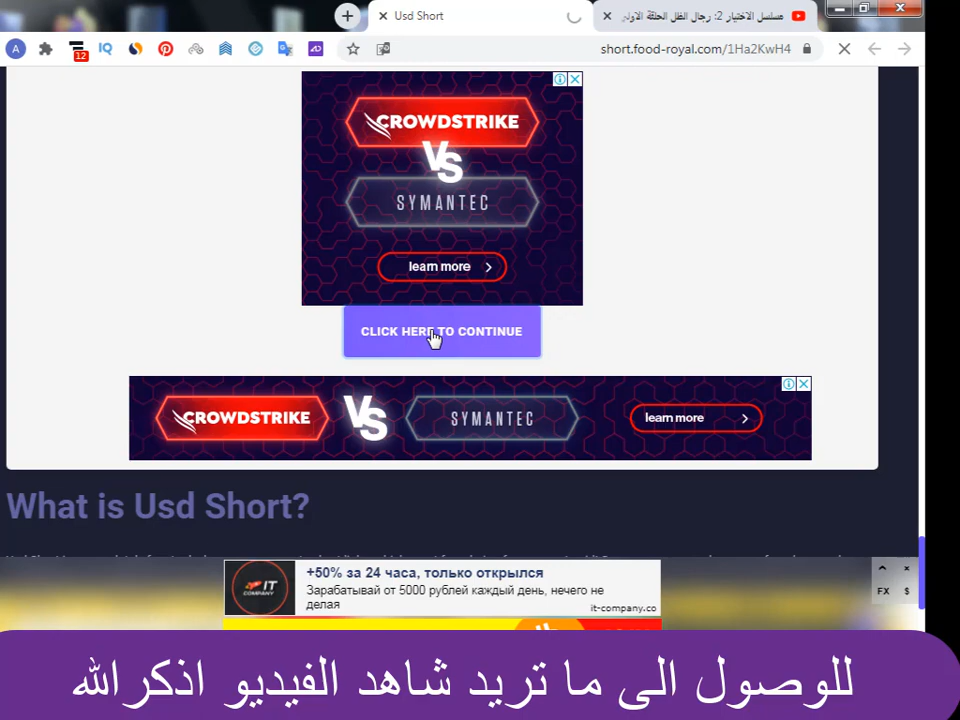 Usd Short
مسلسل الاختيار 2: رجال الظل الحلقة الاولى
A
12
IQ
AD
short.food-royal.com/1Ha2KwH4
CROWDSTRIKE
VS
SYMANTEC
learn more
CLICK HERE TO CONTINUE
CROWDSTRIKE VS SYMANTEC learn more
What is Usd Short?
IT
COMPANY
+50% за 24 часа, только открылся
Зарабатывай от 5000 рублей каждый день, нечего не
делая
it-company.co
FX $
للوصول الى ما تريد شاهد الفيديو اذكرالله